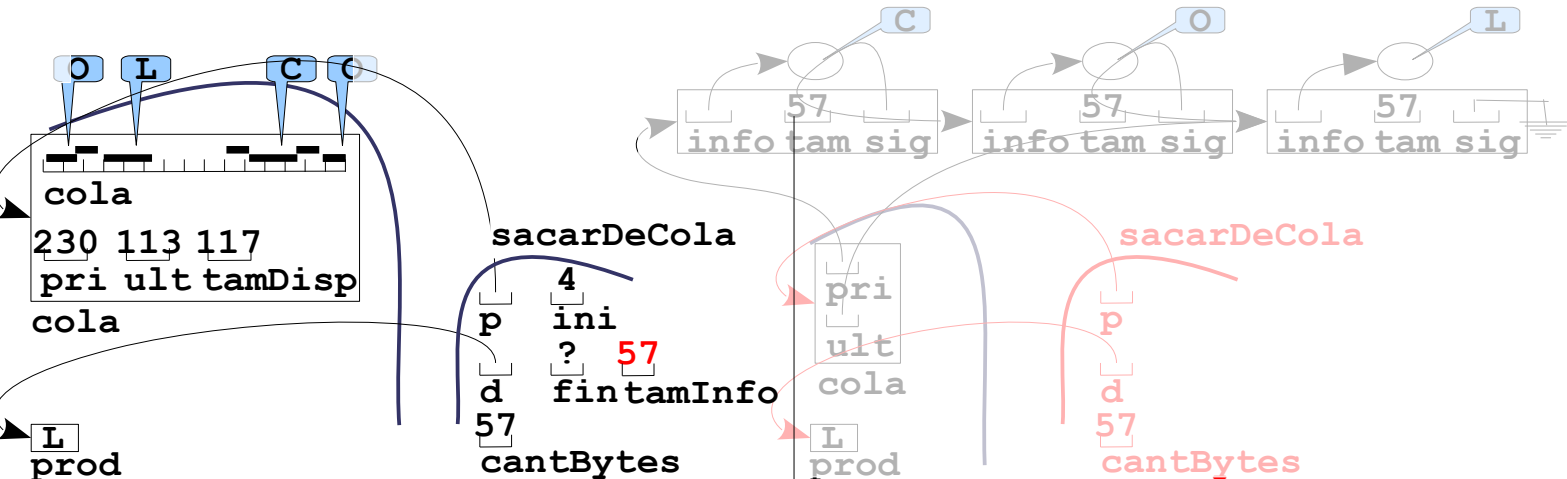 C O L
O L C O
57 57 57
info tam sig info tam sig info tam sig
cola
230 113 117
pri ult tamDisp
cola
sacarDeCola
4
p ini
? 57
d fin tamInfo
57
cantBytes
L
prod
pri
ult
cola
L
prod
sacarDeCola
p
d
57
cantBytes